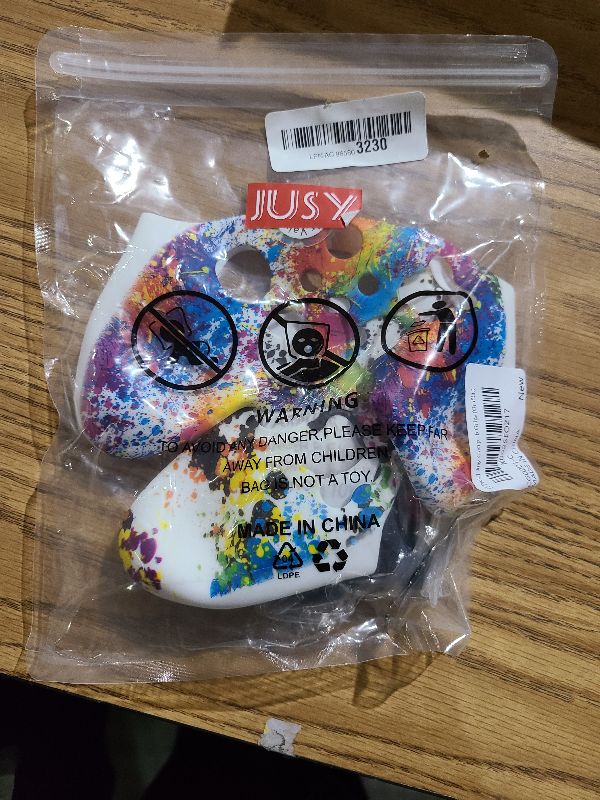 3230
JUSY
WARNING
TO AVOID ANY DANGER,PLEASE KEEP FAR
AWAY FROM CHILDREN.
BAG IS NOT A TOY.
MADE IN CHINA
LDPE
New